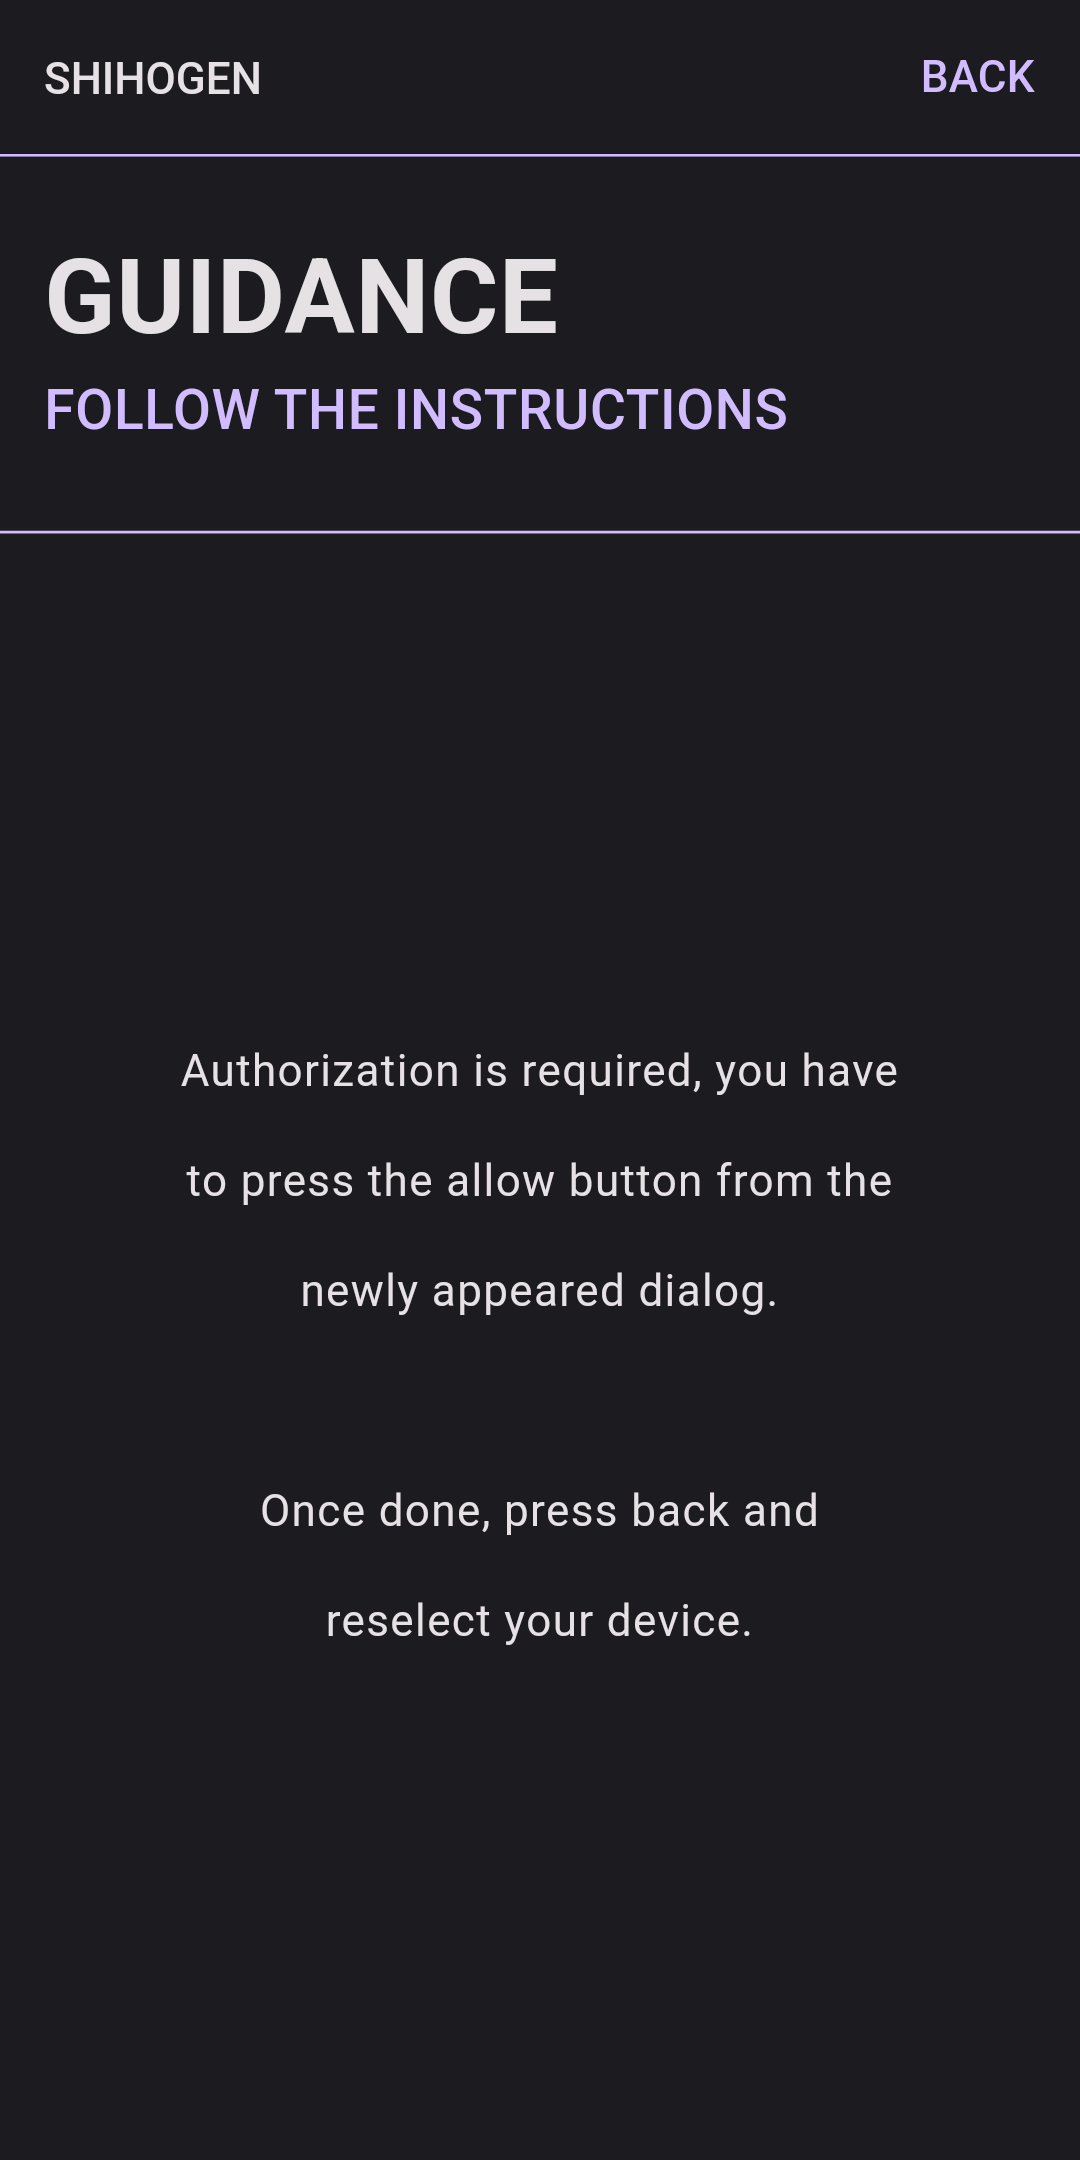 SHIHOGEN
BACK
GUIDANCE
FOLLOW THE INSTRUCTIONS
Authorization is required, you have
to press the allow button from the
newly appeared dialog.
Once done, press back and
reselect your device.